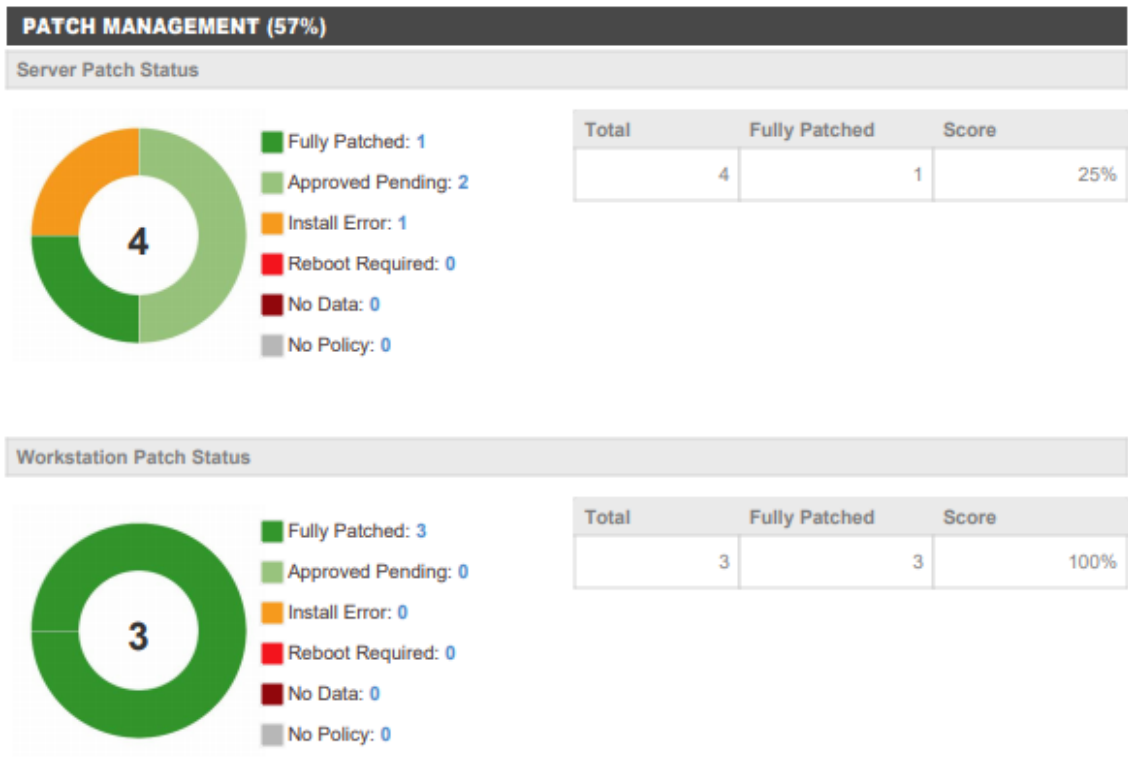 PATCH MANAGEMENT (57%)
Server Patch Status
4
Fully Patched: 1
Approved Pending: 2
Install Error: 1
Reboot Required: 0
No Data: 0
No Policy: 0
Total Fully Patched Score
4 1 25%
Workstation Patch Status
3
Fully Patched: 3
Approved Pending: 0
Install Error: 0
Reboot Required: 0
No Data: 0
No Policy: 0
Total Fully Patched Score
3 3 100%